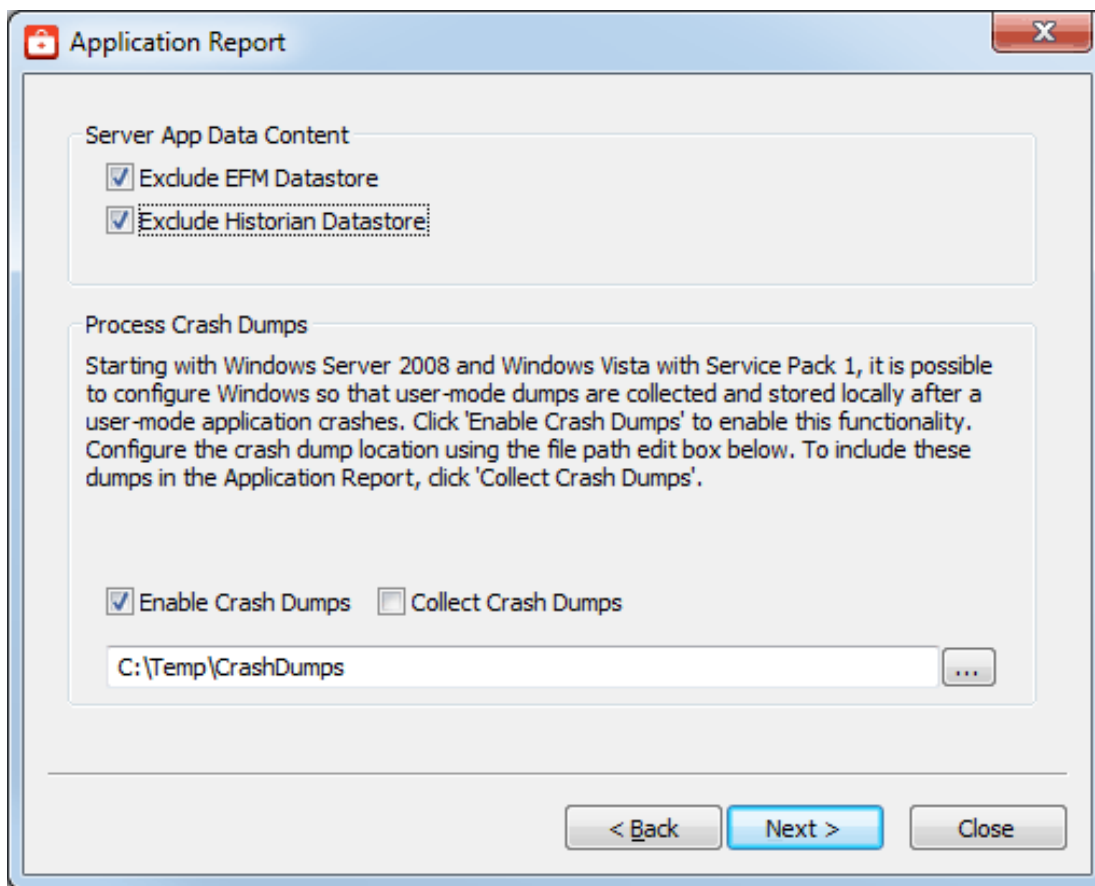 Application Report
Server App Data Content
Exclude EFM Datastore
Exclude Historian Datastore
Process Crash Dumps
Starting with Windows Server 2008 and Windows Vista with Service Pack 1, it is possible
to configure Windows so that user-mode dumps are collected and stored locally after a
user-mode application crashes. Click 'Enable Crash Dumps' to enable this functionality.
Configure the crash dump location using the file path edit box below. To include these
dumps in the Application Report, click 'Collect Crash Dumps'.
Enable Crash Dumps Collect Crash Dumps
C:\Temp\CrashDumps ...
< Back Next > Close